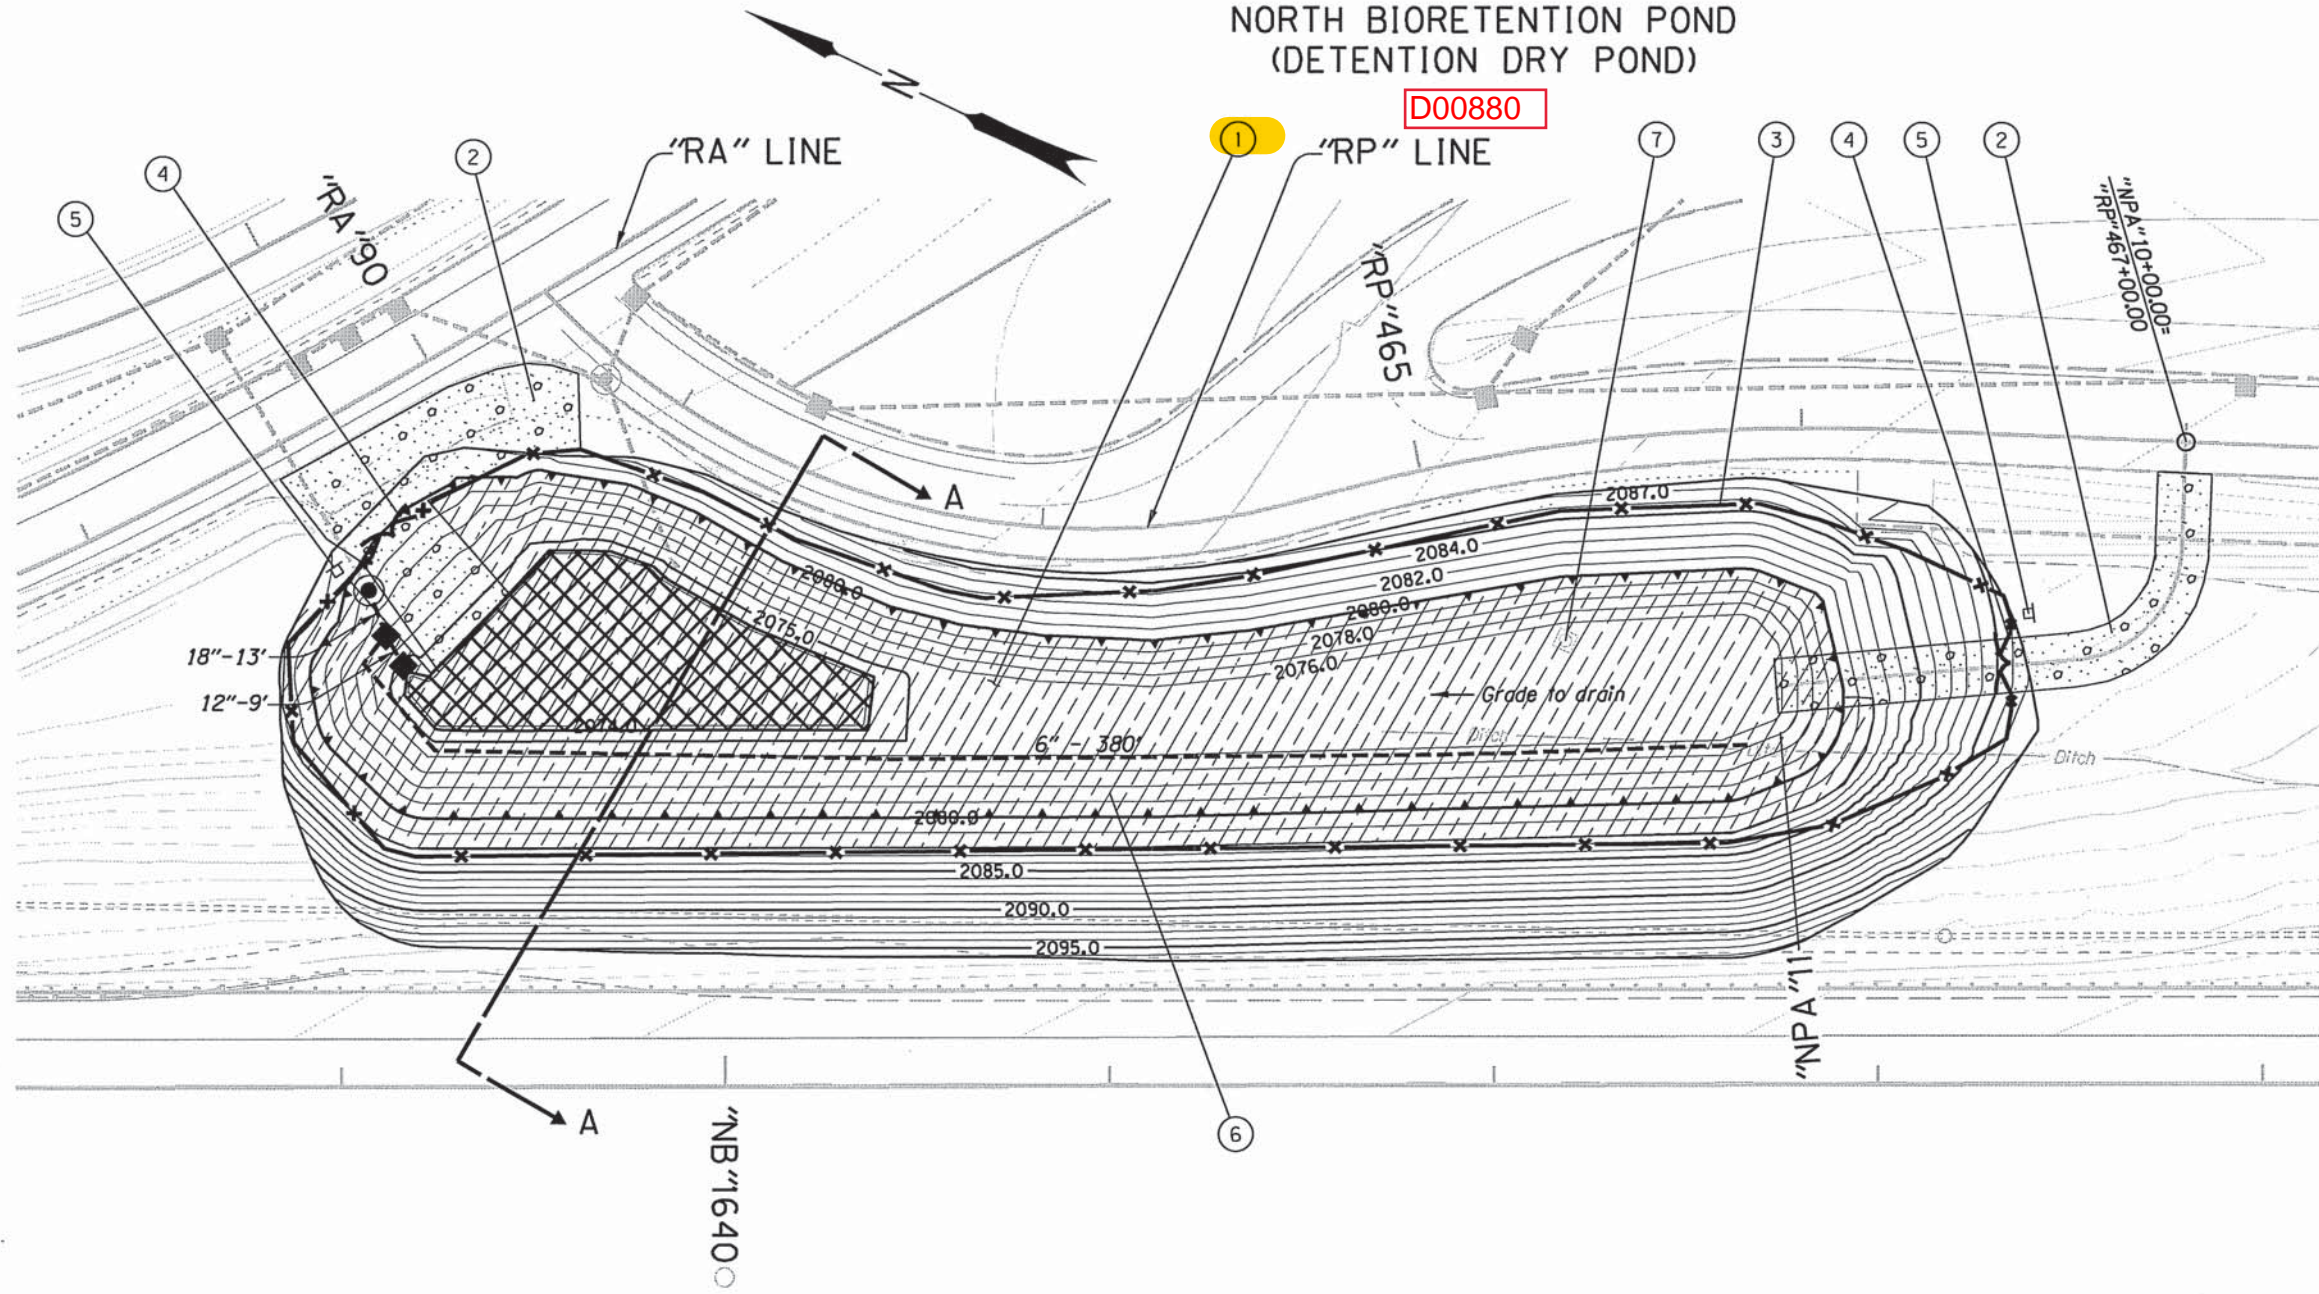 NORTH BIORETENTION POND
(DETENTION DRY POND)
D00880
N
5
4
2
"RA" LINE
1
"RP" LINE
7
3
4
5
2
"RA"90
"RP"465
"NPA"10+00.00=
"RP"467+00.00
A
2087.0
2084.0
2082.0
2080.0
2078.0
2076.0
2080.0
2075.0
18"-13'
12"-9'
2074.0
Grade to drain
6" - 380'
Ditch
Ditch
2080.0
2085.0
2090.0
2095.0
"NPA"11
A
6
"NB"1640